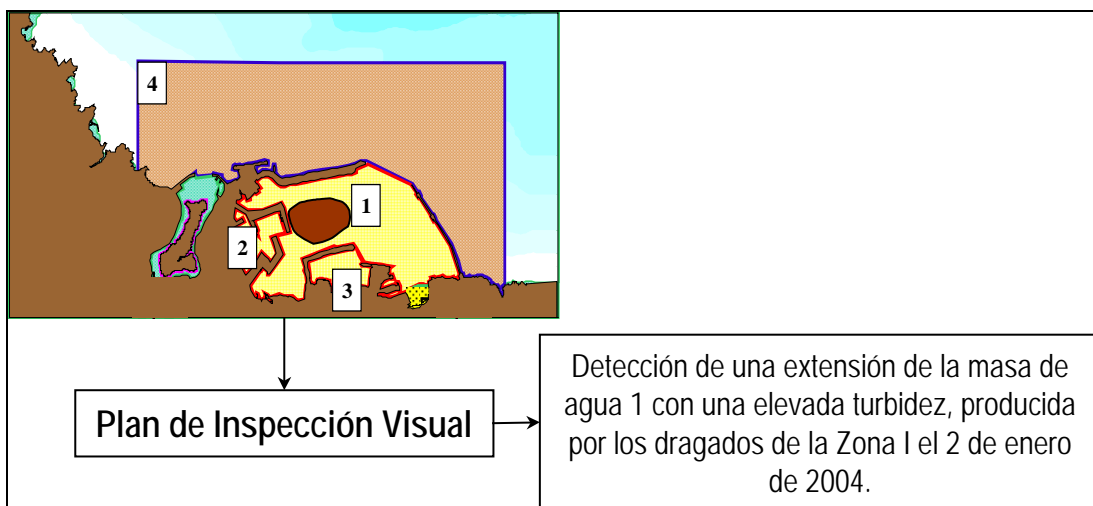 4
1
2
3
Plan de Inspección Visual
Detección de una extensión de la masa de
agua 1 con una elevada turbidez, producida
por los dragados de la Zona I el 2 de enero
de 2004.